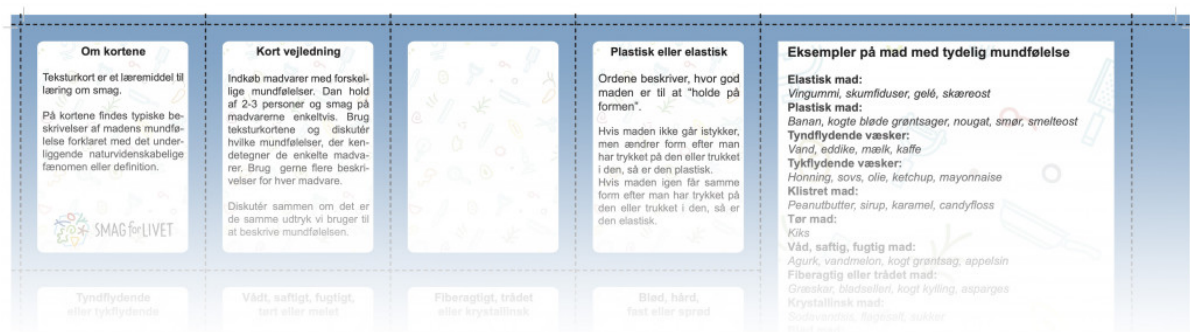 Om kortene
Teksturkort er et læremiddel til
læring om smag.
På kortene findes typiske be-
skrivelser af madens mundfø-
lelse forklaret med det under-
liggende naturvidenskabelige
fænomen eller definition.
SMAG for LIVET
Kort vejledning
Indkøb madvarer med forskel-
lige mundfølelser. Dan hold
af 2-3 personer og smag på
madvarerne enkeltvis. Brug
teksturkortene og diskutér
hvilke mundfølelser, der ken-
detegner de enkelte madva-
rer. Brug gerne flere beskri-
velser for hver madvare.
Diskutér sammen om det er
de samme udtryk vi bruger til
at beskrive mundfølelsen.
Plastisk eller elastisk
Ordene beskriver, hvor god
maden er til at "holde på
formen".
Hvis maden ikke går istykker,
men ændrer form efter man
har trykket på den eller trukket
i den, så er den plastisk.
Hvis maden igen får samme
form efter man har trykket på
den eller trukket i den, så er
den elastisk.
Eksempler på mad med tydelig mundfølelse
Elastisk mad:
Vingummi, skumfiduser, gelé, skæreost
Plastisk mad:
Banan, kogte bløde grøntsager, nougat, smør, smelteost
Tyndflydende væsker:
Vand, eddike, mælk, kaffe
Tykflydende væsker:
Honning, sovs, olie, ketchup, mayonnaise
Klistret mad:
Peanutbutter, sirup, karamel, candyfloss
Tør mad:
Kiks
Våd, saftig, fugtig mad:
Agurk, vandmelon, kogt grøntsag, appelsin
Fiberagtig eller trådet mad:
Græskar, bladselleri, kogt kylling, asparges
Krystallinsk mad:
Sodavandsis, flagesalt, sukker
Tyndflydende
eller tykflydende
Vådt, saftigt, fugtigt,
tørt eller melet
Fiberagtigt, trådet
eller krystallinsk
Blød, hård,
fast eller sprød